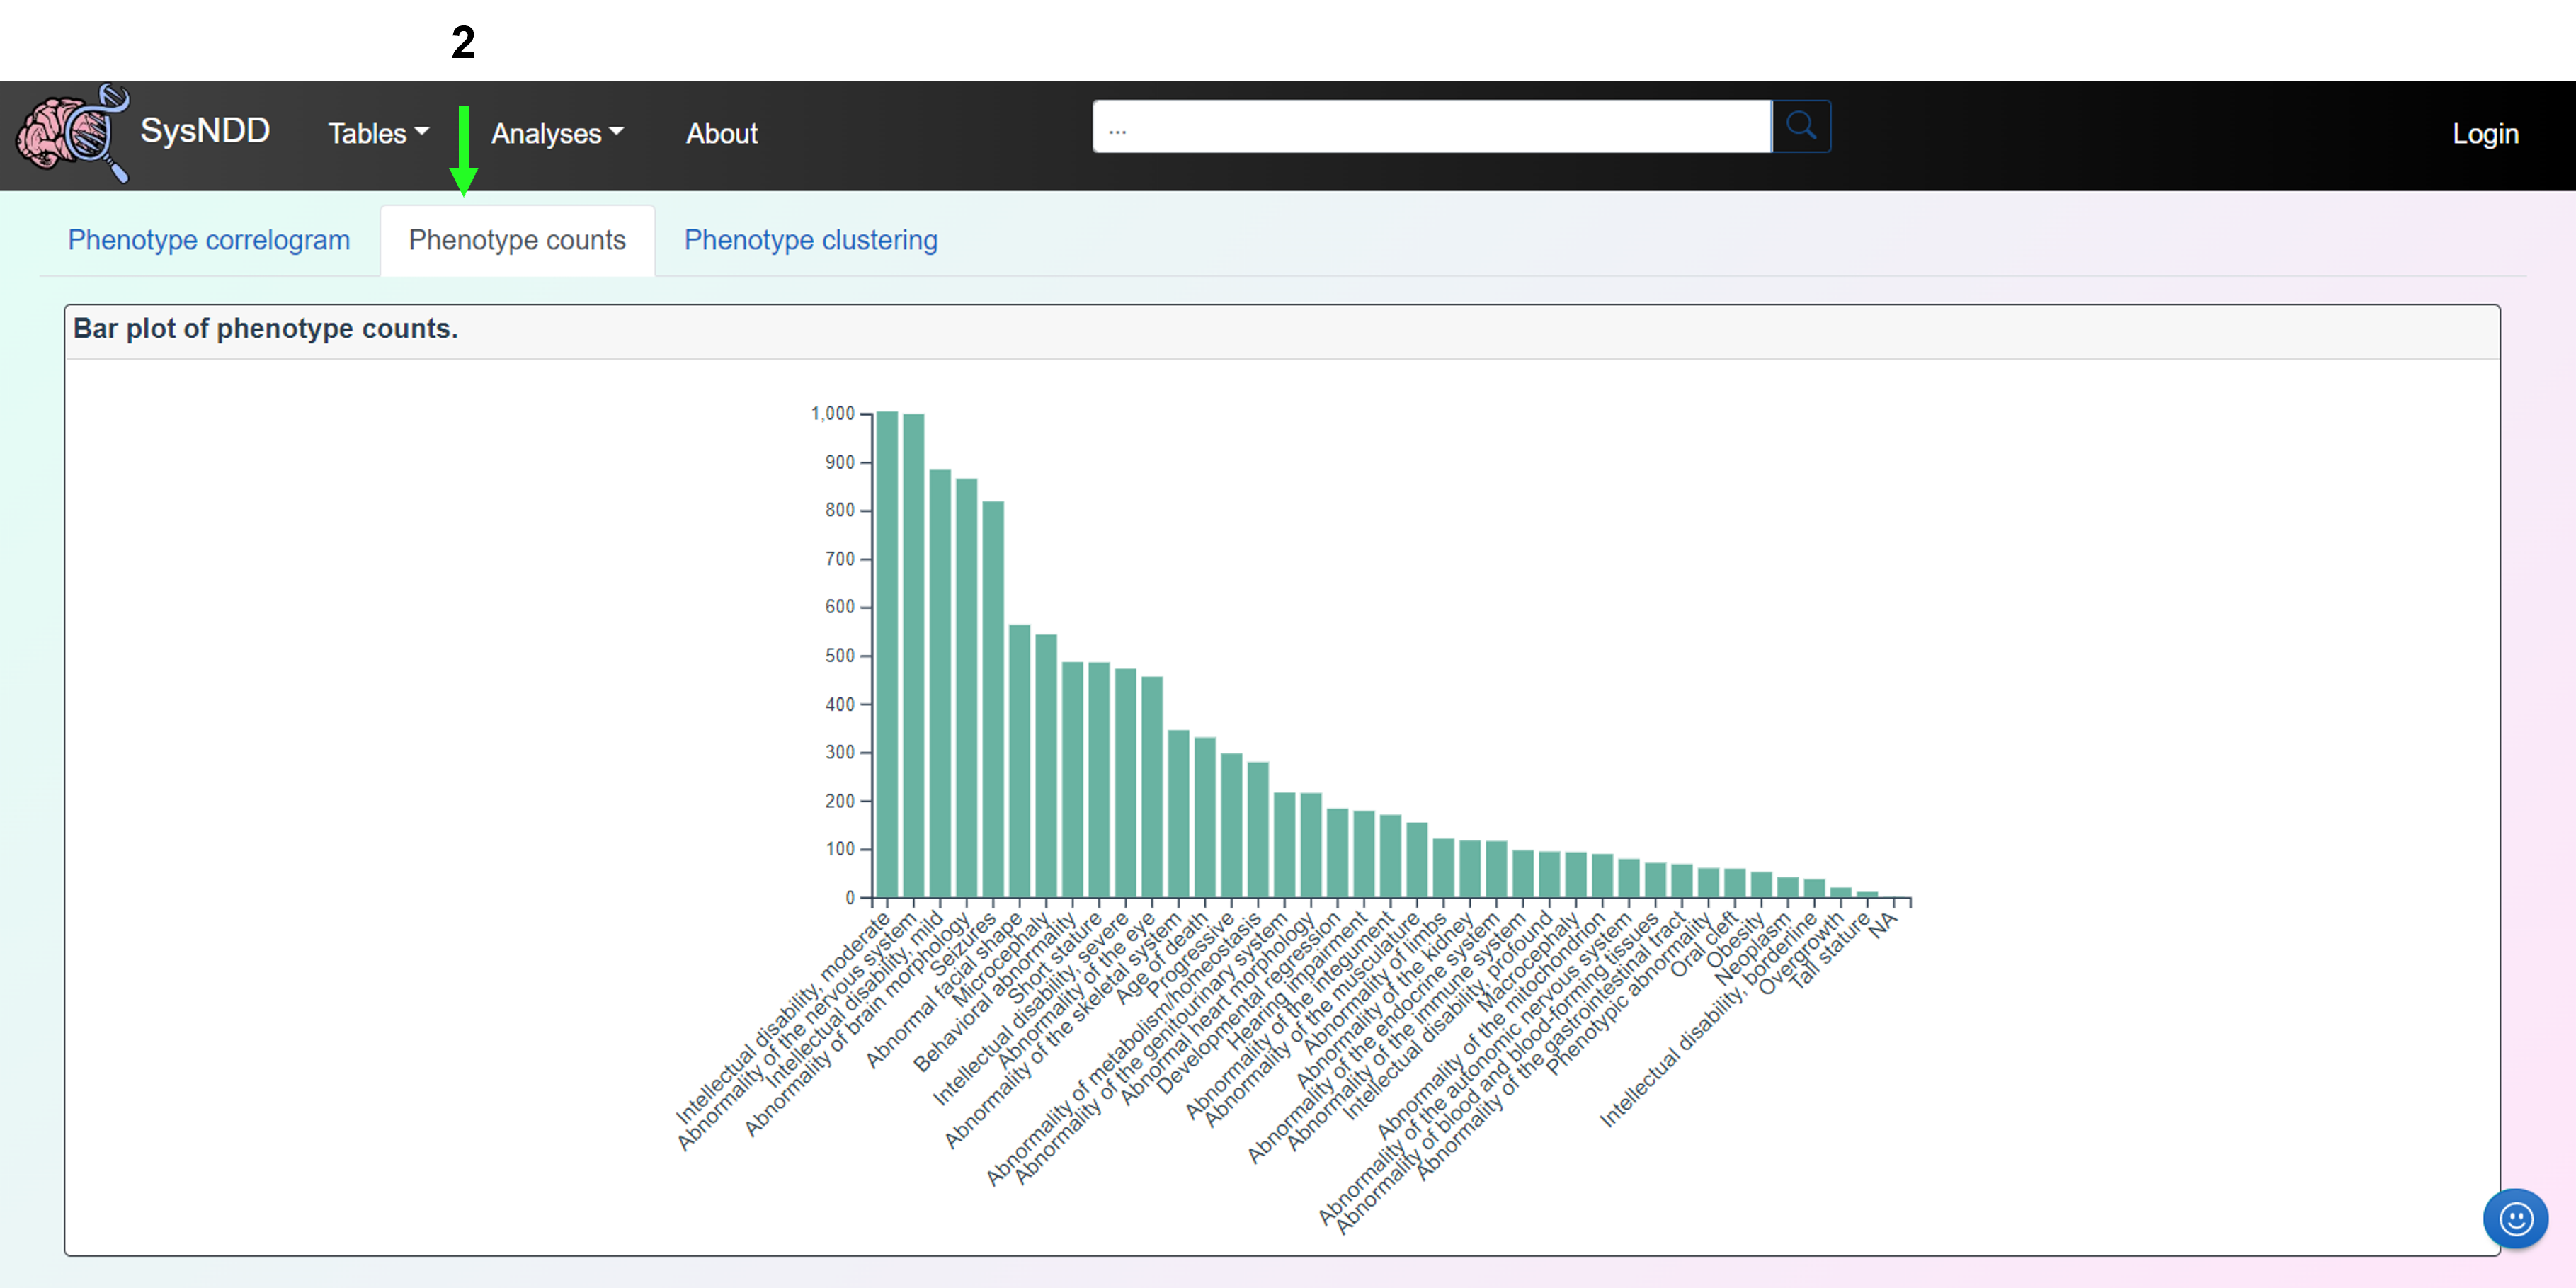 2
SysNDD Tables Analyses About ... Login
Phenotype correlogram Phenotype counts Phenotype clustering
Bar plot of phenotype counts.
1,000
900
800
700
600
500
400
300
200
100
0
Intellectual disability, moderate
Abnormality of the nervous system
Intellectual disability, mild
Abnormality of brain morphology
Seizures
Abnormal facial shape
Microcephaly
Behavioral abnormality
Short stature
Intellectual disability, severe
Abnormality of the eye
Abnormality of the skeletal system
Age of death
Progressive
Abnormality of metabolism/homeostasis
Abnormality of the genitourinary system
Abnormal heart morphology
Developmental regression
Hearing impairment
Abnormality of the integument
Abnormality of the musculature
Abnormality of limbs
Abnormality of the kidney
Abnormality of the endocrine system
Abnormality of the immune system
Intellectual disability, profound
Macrocephaly
Abnormality of the mitochondrion
Abnormality of the autonomic nervous system
Abnormality of blood and blood-forming tissues
Abnormality of the gastrointestinal tract
Phenotypic abnormality
Oral cleft
Obesity
Neoplasm
Intellectual disability, borderline
Overgrowth
Tall stature
NA